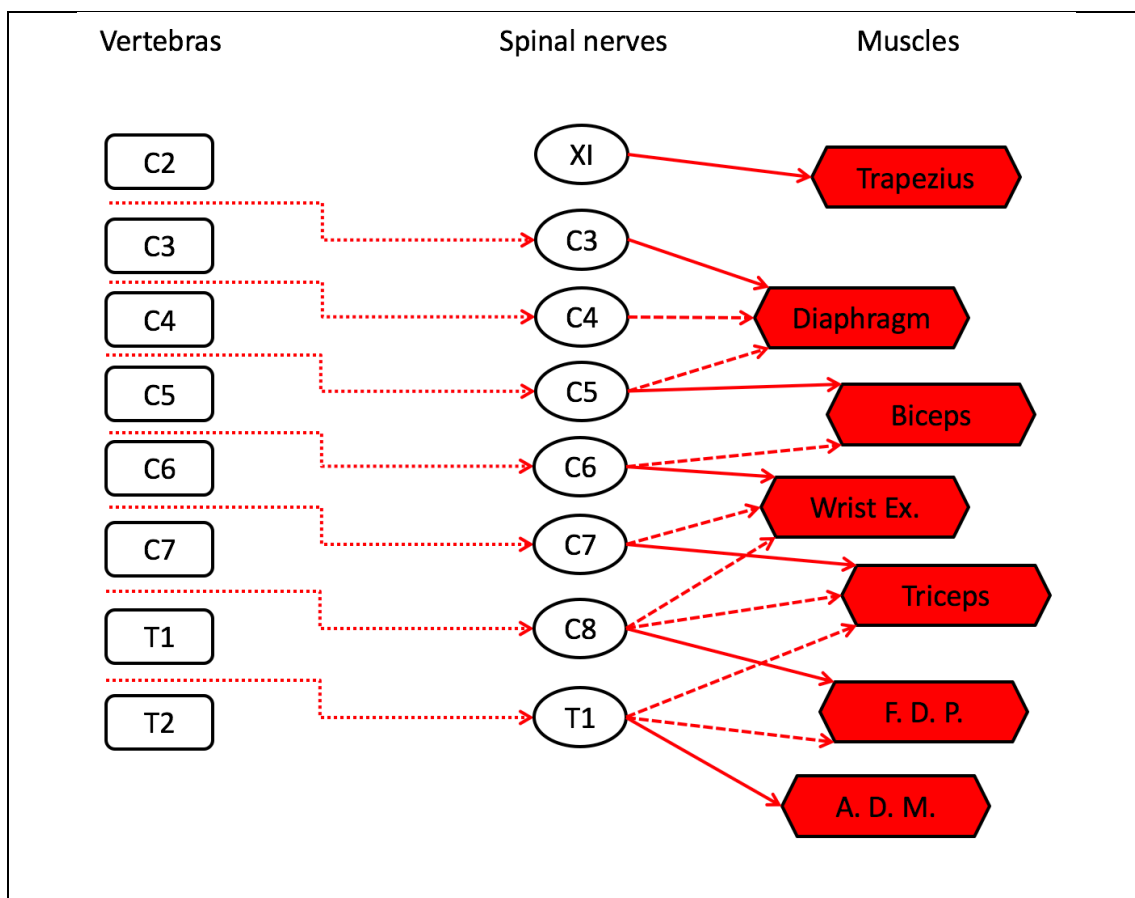 Vertebras Spinal nerves Muscles
C2 XI Trapezius
C3 C3
C4 C4 Diaphragm
C5 C5 Biceps
C6 C6 Wrist Ex.
C7 C7 Triceps
T1 C8 F. D. P.
T2 T1 A. D. M.